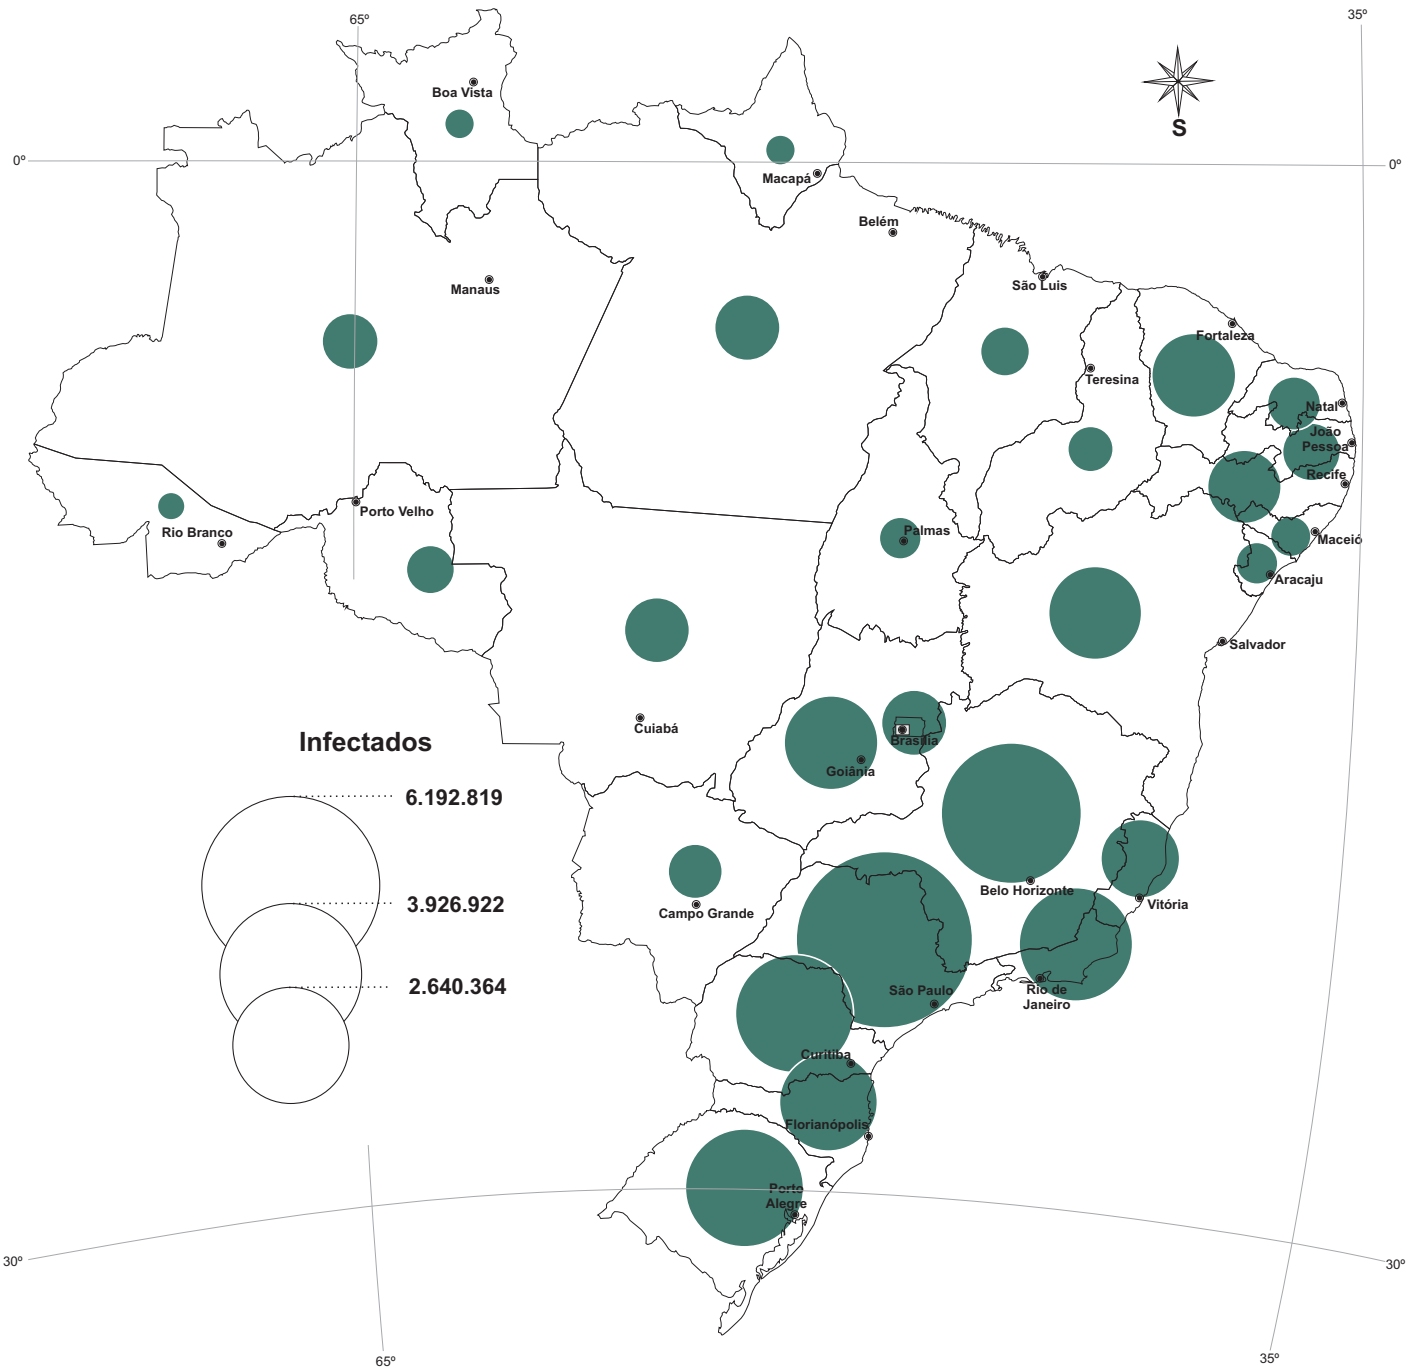 65º
35º
Boa Vista
S
0º
0º
Macapá
Belém
Manaus
São Luis
Fortaleza
Teresina
Natal
João
Pessoa
Recife
Porto Velho
Rio Branco
Palmas
Maceió
Aracaju
Salvador
Cuiabá
Brasília
Goiânia
Infectados
6.192.819
3.926.922
2.640.364
Belo Horizonte
Vitória
Campo Grande
São Paulo
Rio de
Janeiro
Curitiba
Florianópolis
Porto
Alegre
30º
30º
65º
35º